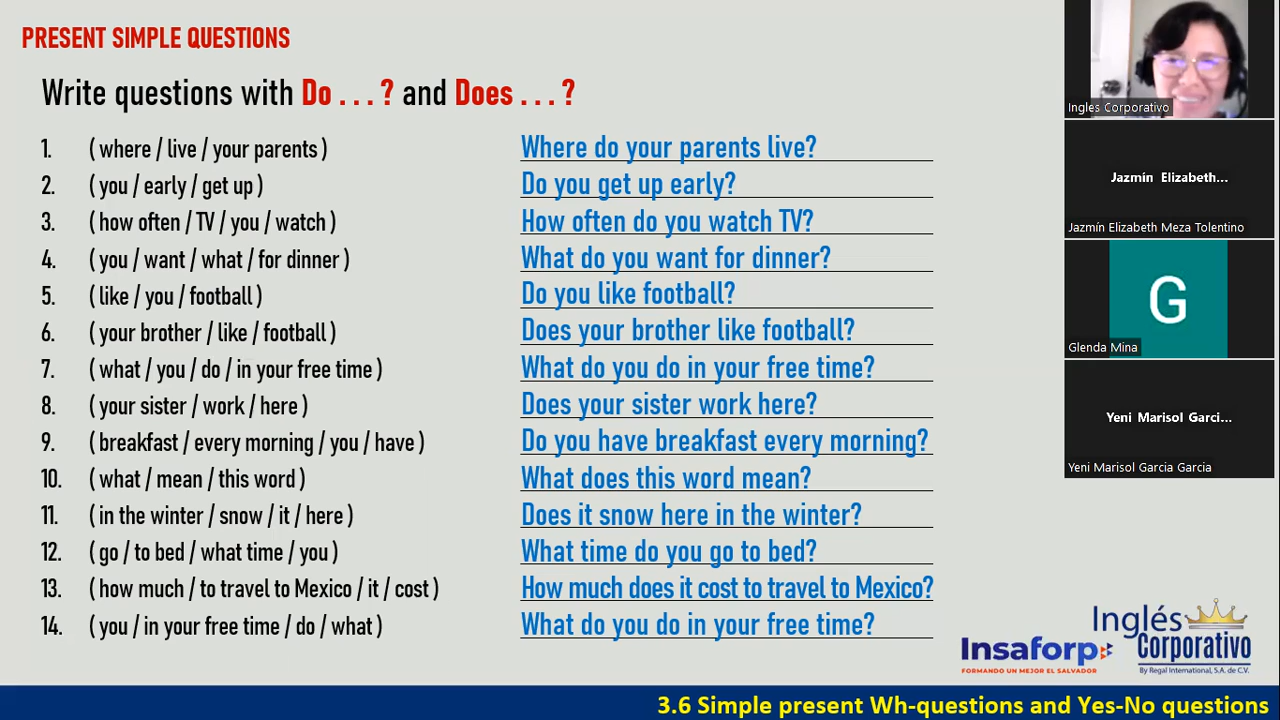 PRESENT SIMPLE QUESTIONS
Write questions with Do . . . ? and Does . . . ?
1. ( where / live / your parents ) Where do your parents live?
2. ( you / early / get up ) Do you get up early?
3. ( how often / TV / you / watch ) How often do you watch TV?
4. ( you / want / what / for dinner ) What do you want for dinner?
5. ( like / you / football ) Do you like football?
6. ( your brother / like / football ) Does your brother like football?
7. ( what / you / do / in your free time ) What do you do in your free time?
8. ( your sister / work / here ) Does your sister work here?
9. ( breakfast / every morning / you / have ) Do you have breakfast every morning?
10. ( what / mean / this word ) What does this word mean?
11. ( in the winter / snow / it / here ) Does it snow here in the winter?
12. ( go / to bed / what time / you ) What time do you go to bed?
13. ( how much / to travel to Mexico / it / cost ) How much does it cost to travel to Mexico?
14. ( you / in your free time / do / what ) What do you do in your free time?
Insaforp
FORMANDO UN MEJOR EL SALVADOR
Inglés
Corporativo
By Regal International, S.A. de C.V.
3.6 Simple present Wh-questions and Yes-No questions
Ingles Corporativo
Jazmín Elizabeth...
Jazmín Elizabeth Meza Tolentino
G
Glenda Mina
Yeni Marisol Garci...
Yeni Marisol Garcia Garcia